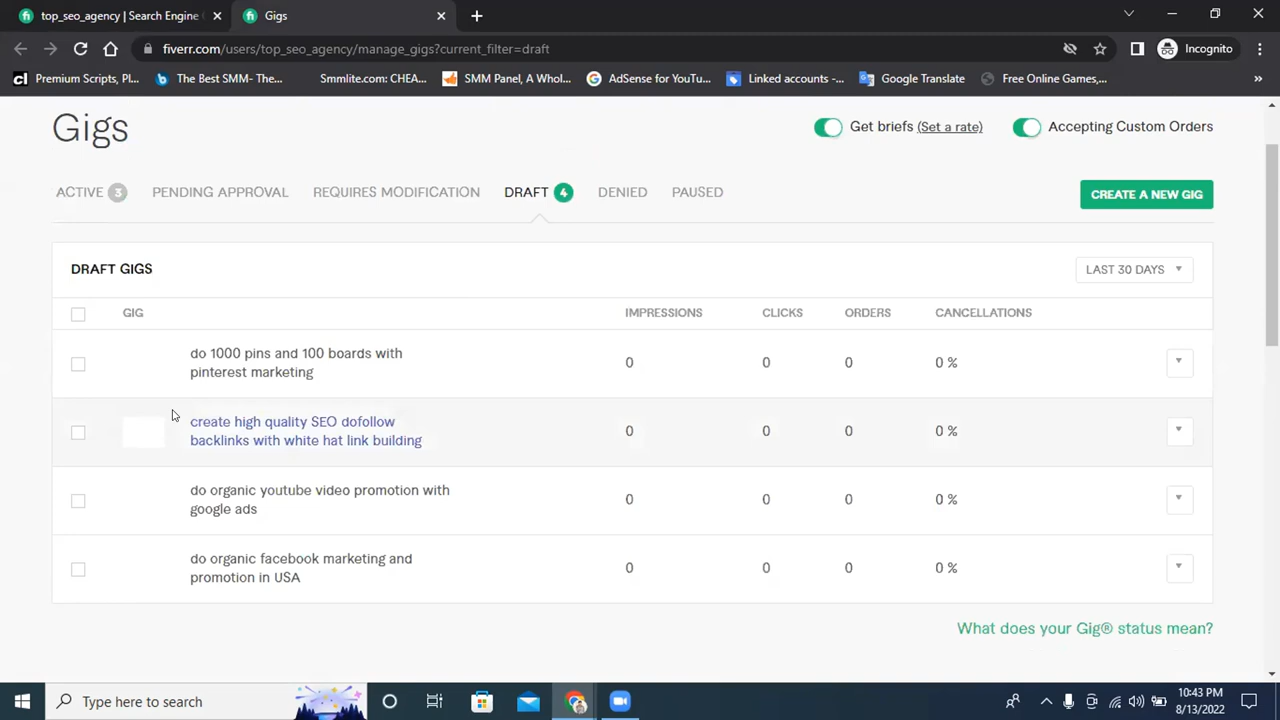 top_seo_agency | Search Engine
Gigs
fiverr.com/users/top_seo_agency/manage_gigs?current_filter=draft
Incognito
Premium Scripts, Pl...
The Best SMM- The...
Smmlite.com: CHEA...
SMM Panel, A Whol...
AdSense for YouTu...
Linked accounts -...
Google Translate
Free Online Games,...
»
Gigs
Get briefs (Set a rate)
Accepting Custom Orders
ACTIVE 3
PENDING APPROVAL
REQUIRES MODIFICATION
DRAFT 4
DENIED
PAUSED
CREATE A NEW GIG
DRAFT GIGS
LAST 30 DAYS
GIG
IMPRESSIONS
CLICKS
ORDERS
CANCELLATIONS
do 1000 pins and 100 boards with
pinterest marketing
0
0
0
0 %
create high quality SEO dofollow
backlinks with white hat link building
0
0
0
0 %
do organic youtube video promotion with
google ads
0
0
0
0 %
do organic facebook marketing and
promotion in USA
0
0
0
0 %
What does your Gig® status mean?
Type here to search
10:43 PM
8/13/2022